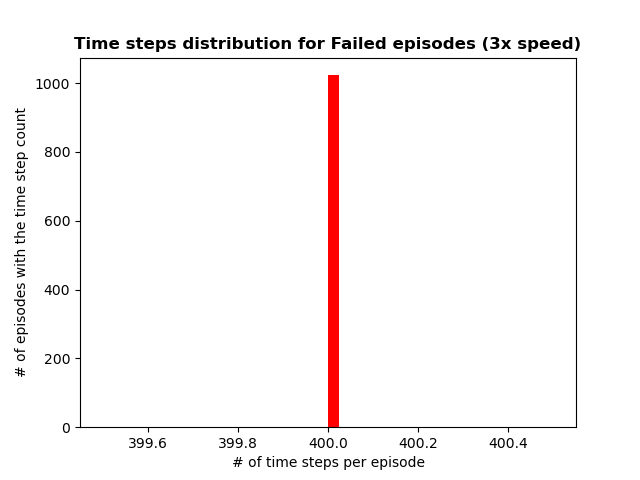 Time steps distribution for Failed episodes (3x speed)
# of episodes with the time step count
1000
800
600
400
200
0
399.6 399.8 400.0 400.2 400.4
# of time steps per episode